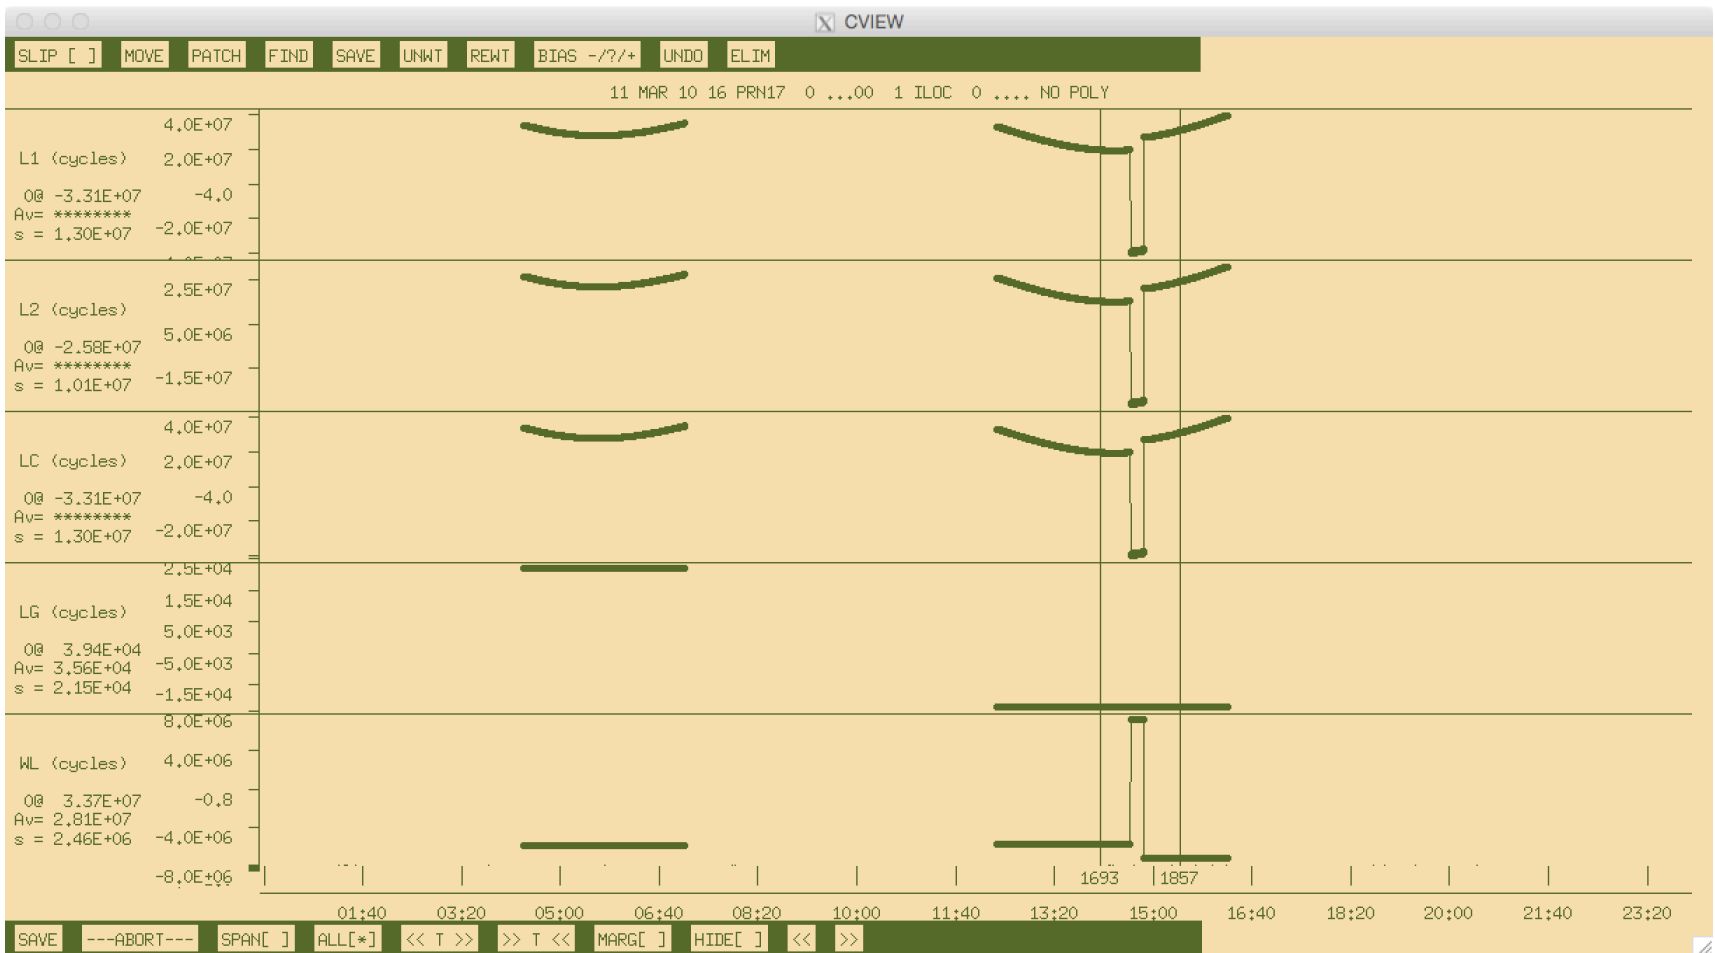 CVIEW
SLIP [ ] MOVE PATCH FIND SAVE UNWT REWT BIAS -/?/+ UNDO ELIM
11 MAR 10 16 PRN17 0 ...00 1 ILOC 0 .... NO POLY
4.0E+07
L1 (cycles) 2.0E+07
0@ -3.31E+07 -4.0
Av= ********
s = 1.30E+07 -2.0E+07
2.5E+07
L2 (cycles)
5.0E+06
0@ -2.58E+07
Av= ********
s = 1.01E+07 -1.5E+07
4.0E+07
LC (cycles) 2.0E+07
0@ -3.31E+07 -4.0
Av= ********
s = 1.30E+07 -2.0E+07
2.5E+04
1.5E+04
LG (cycles)
5.0E+03
0@ 3.94E+04
Av= 3.56E+04 -5.0E+03
s = 2.15E+04 -1.5E+04
8.0E+06
WL (cycles) 4.0E+06
0@ 3.37E+07 -0.8
Av= 2.81E+07
s = 2.46E+06 -4.0E+06
-8.0E+06 1693 1857
01:40 03:20 05:00 06:40 08:20 10:00 11:40 13:20 15:00 16:40 18:20 20:00 21:40 23:20
SAVE ---ABORT--- SPAN[ ] ALL[*] << T >> >> T << MARG[ ] HIDE[ ] << >>